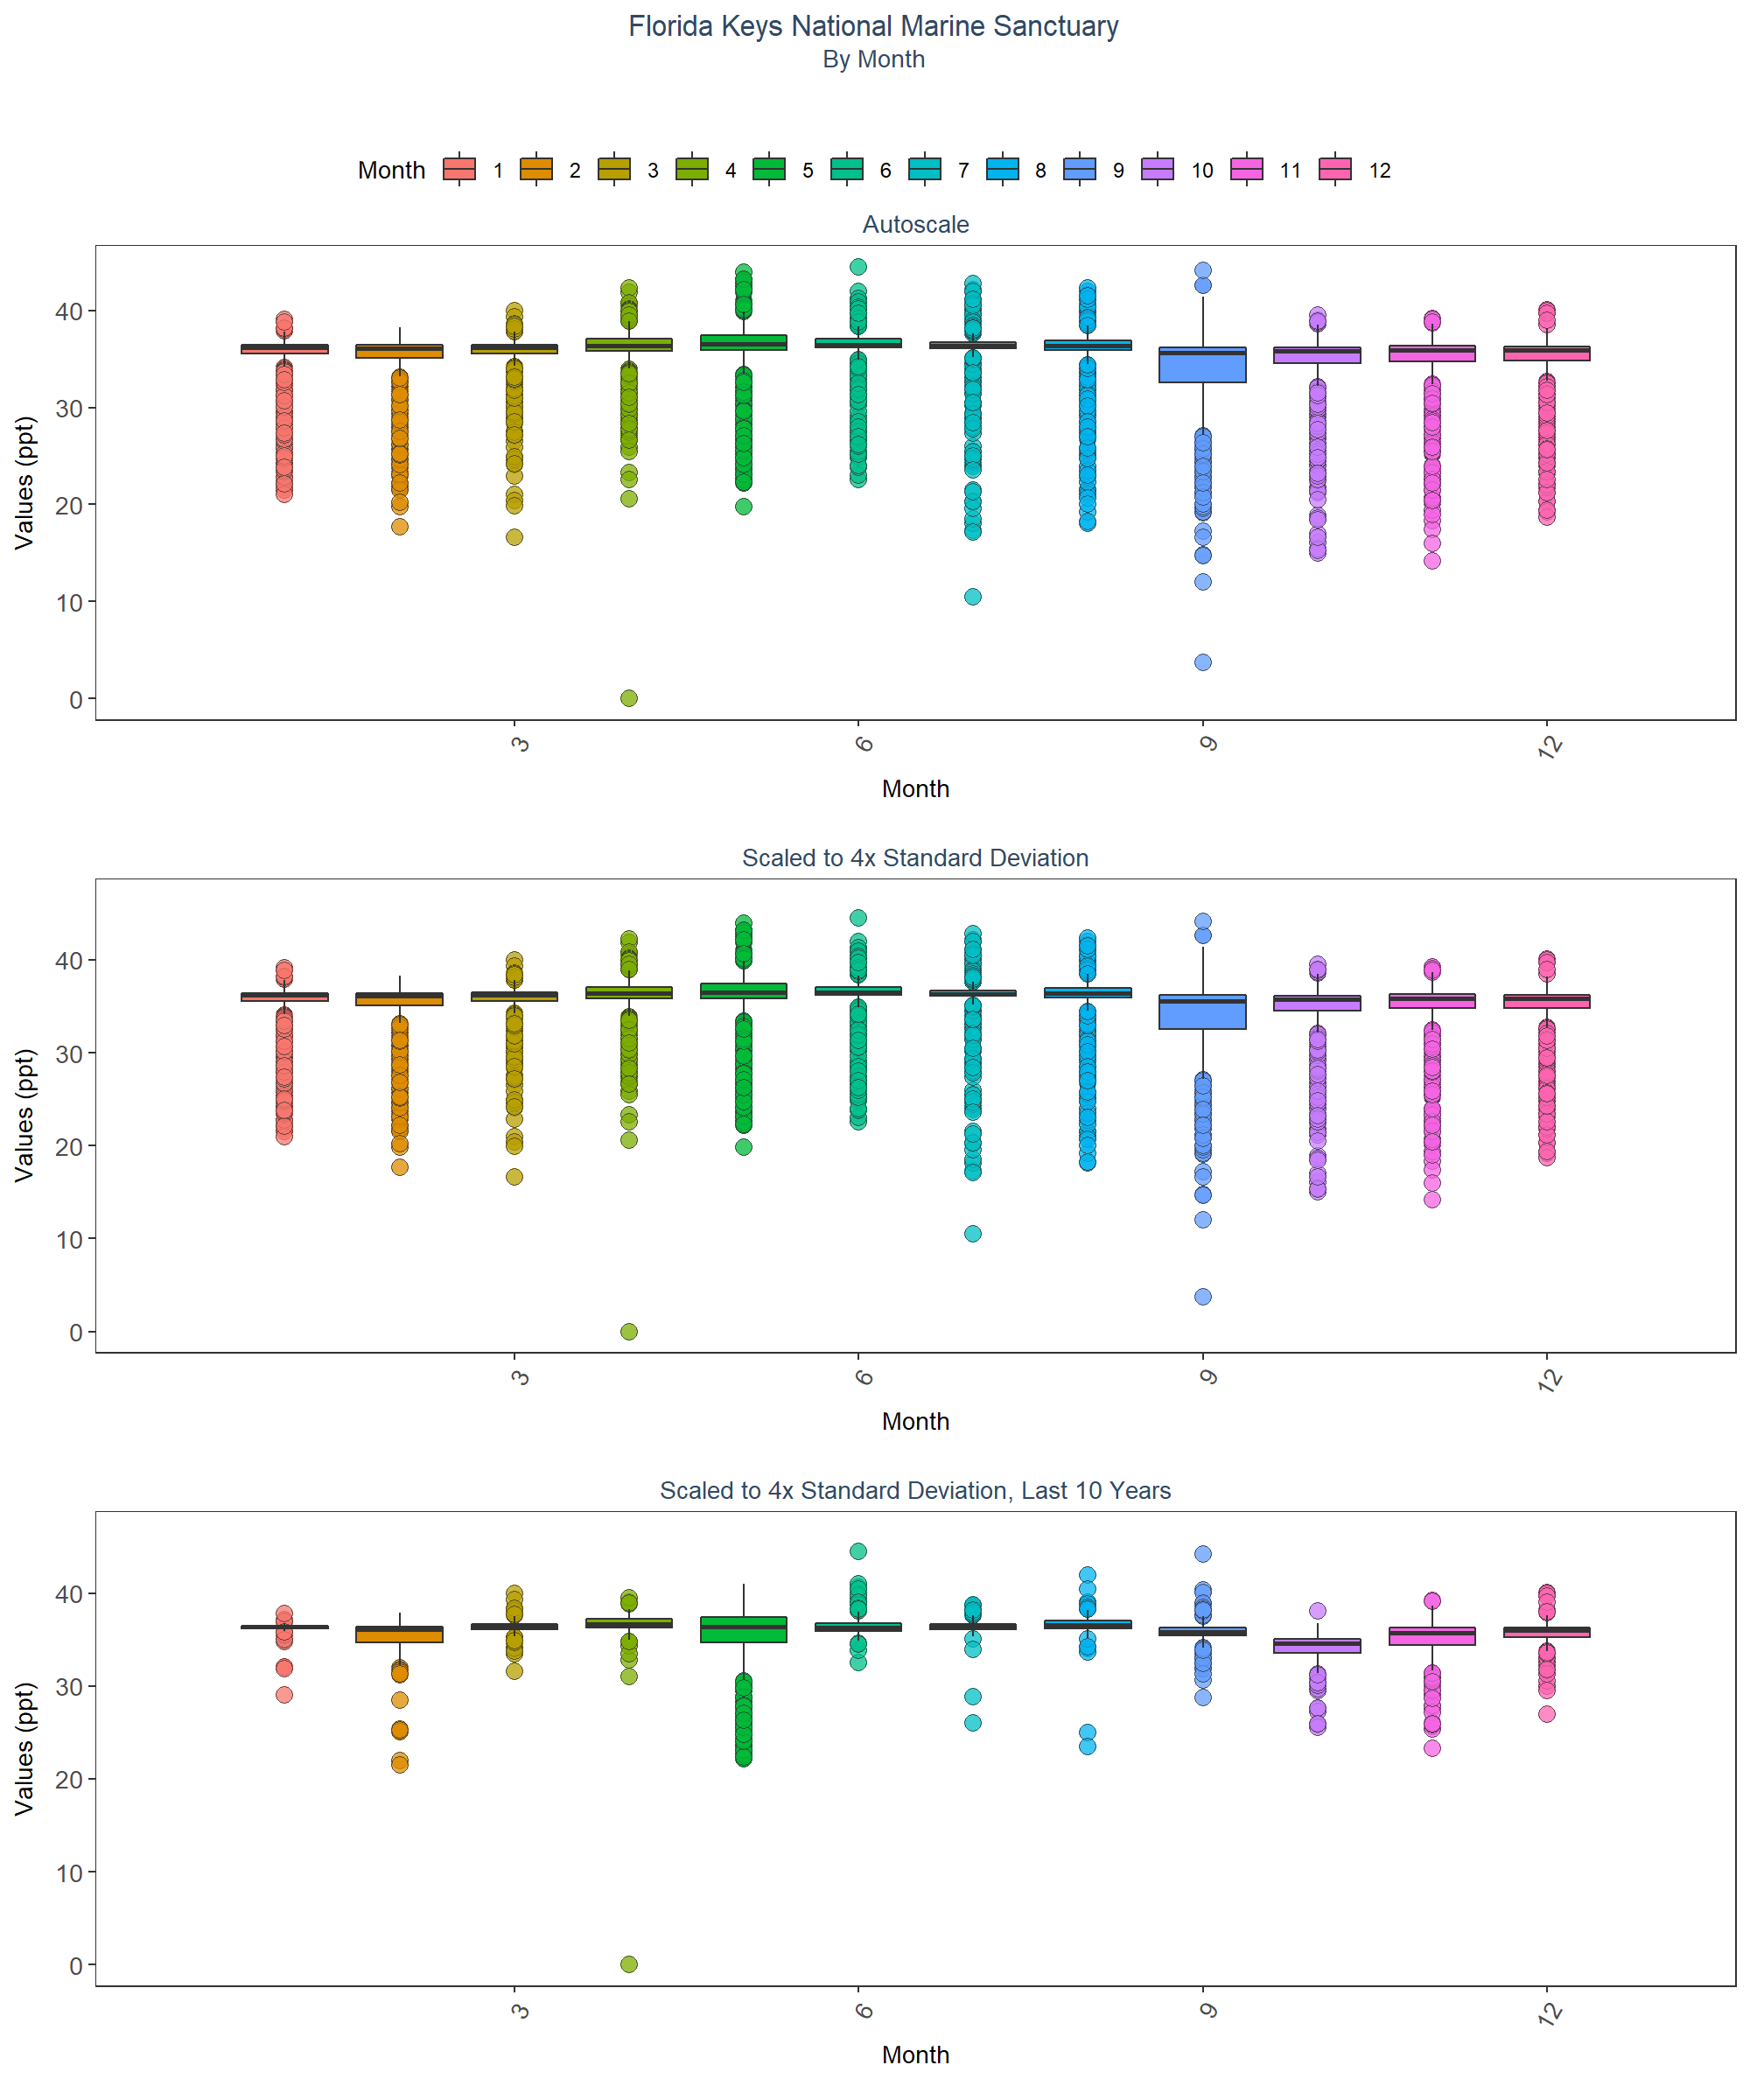 Florida Keys National Marine Sanctuary
By Month
Month 1 2 3 4 5 6 7 8 9 10 11 12
Autoscale
Values (ppt)
40
30
20
10
0
3 6 9 12
Month
Scaled to 4x Standard Deviation
Values (ppt)
40
30
20
10
0
3 6 9 12
Month
Scaled to 4x Standard Deviation, Last 10 Years
Values (ppt)
40
30
20
10
0
3 6 9 12
Month